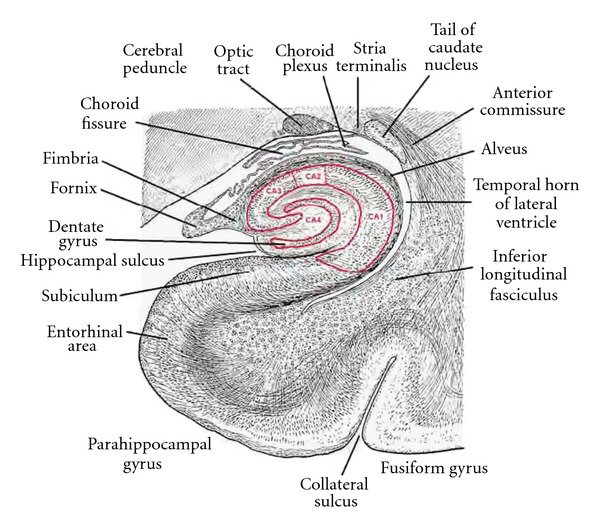 Cerebral
peduncle
Optic
tract
Choroid
plexus
Stria
terminalis
Tail of
caudate
nucleus
Anterior
commissure
Choroid
fissure
Alveus
Fimbria
Fornix
Temporal horn
of lateral
ventricle
CA3
CA2
CA4
CA1
Dentate
gyrus
Hippocampal sulcus
Inferior
longitudinal
fasciculus
Subiculum
Entorhinal
area
Parahippocampal
gyrus
Fusiform gyrus
Collateral
sulcus